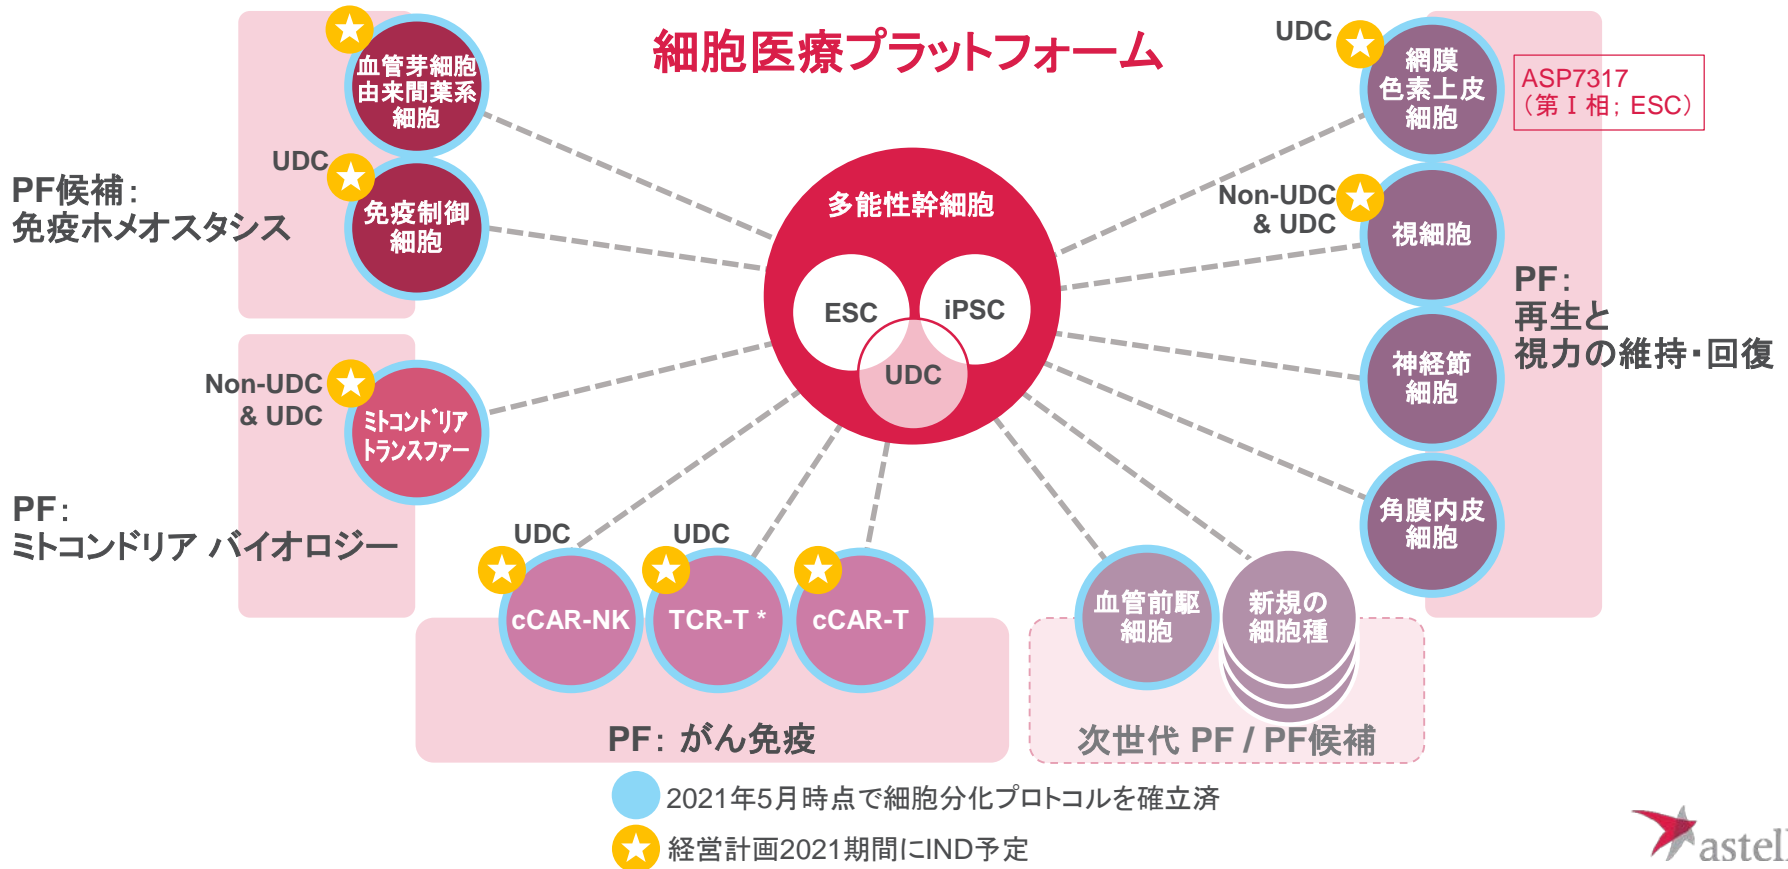 細胞医療プラットフォーム
血管芽細胞
由来間葉系
細胞
UDC
免疫制御
細胞
PF候補：
免疫ホメオスタシス
Non-UDC
& UDC
ミトコンドリア
トランスファー
PF：
ミトコンドリア バイオロジー
多能性幹細胞
ESC
iPSC
UDC
UDC
網膜
色素上皮
細胞
ASP7317
（第Ⅰ相; ESC）
Non-UDC
& UDC
視細胞
神経節
細胞
角膜内皮
細胞
PF：
再生と
視力の維持・回復
UDC
cCAR-NK
UDC
TCR-T *
cCAR-T
PF： がん免疫
血管前駆
細胞
新規の
細胞種
次世代 PF / PF候補
2021年5月時点で細胞分化プロトコルを確立済
経営計画2021期間にIND予定
astell